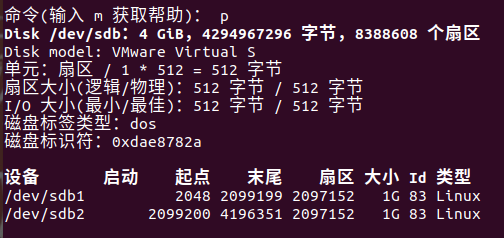 命令(输入 m 获取帮助)： p
Disk /dev/sdb：4 GiB，4294967296 字节，8388608 个扇区
Disk model: VMware Virtual S
单元：扇区 / 1 * 512 = 512 字节
扇区大小(逻辑/物理)：512 字节 / 512 字节
I/O 大小(最小/最佳)：512 字节 / 512 字节
磁盘标签类型：dos
磁盘标识符：0xdae8782a
设备 启动 起点 末尾 扇区 大小 Id 类型
/dev/sdb1 2048 2099199 2097152 1G 83 Linux
/dev/sdb2 2099200 4196351 2097152 1G 83 Linux